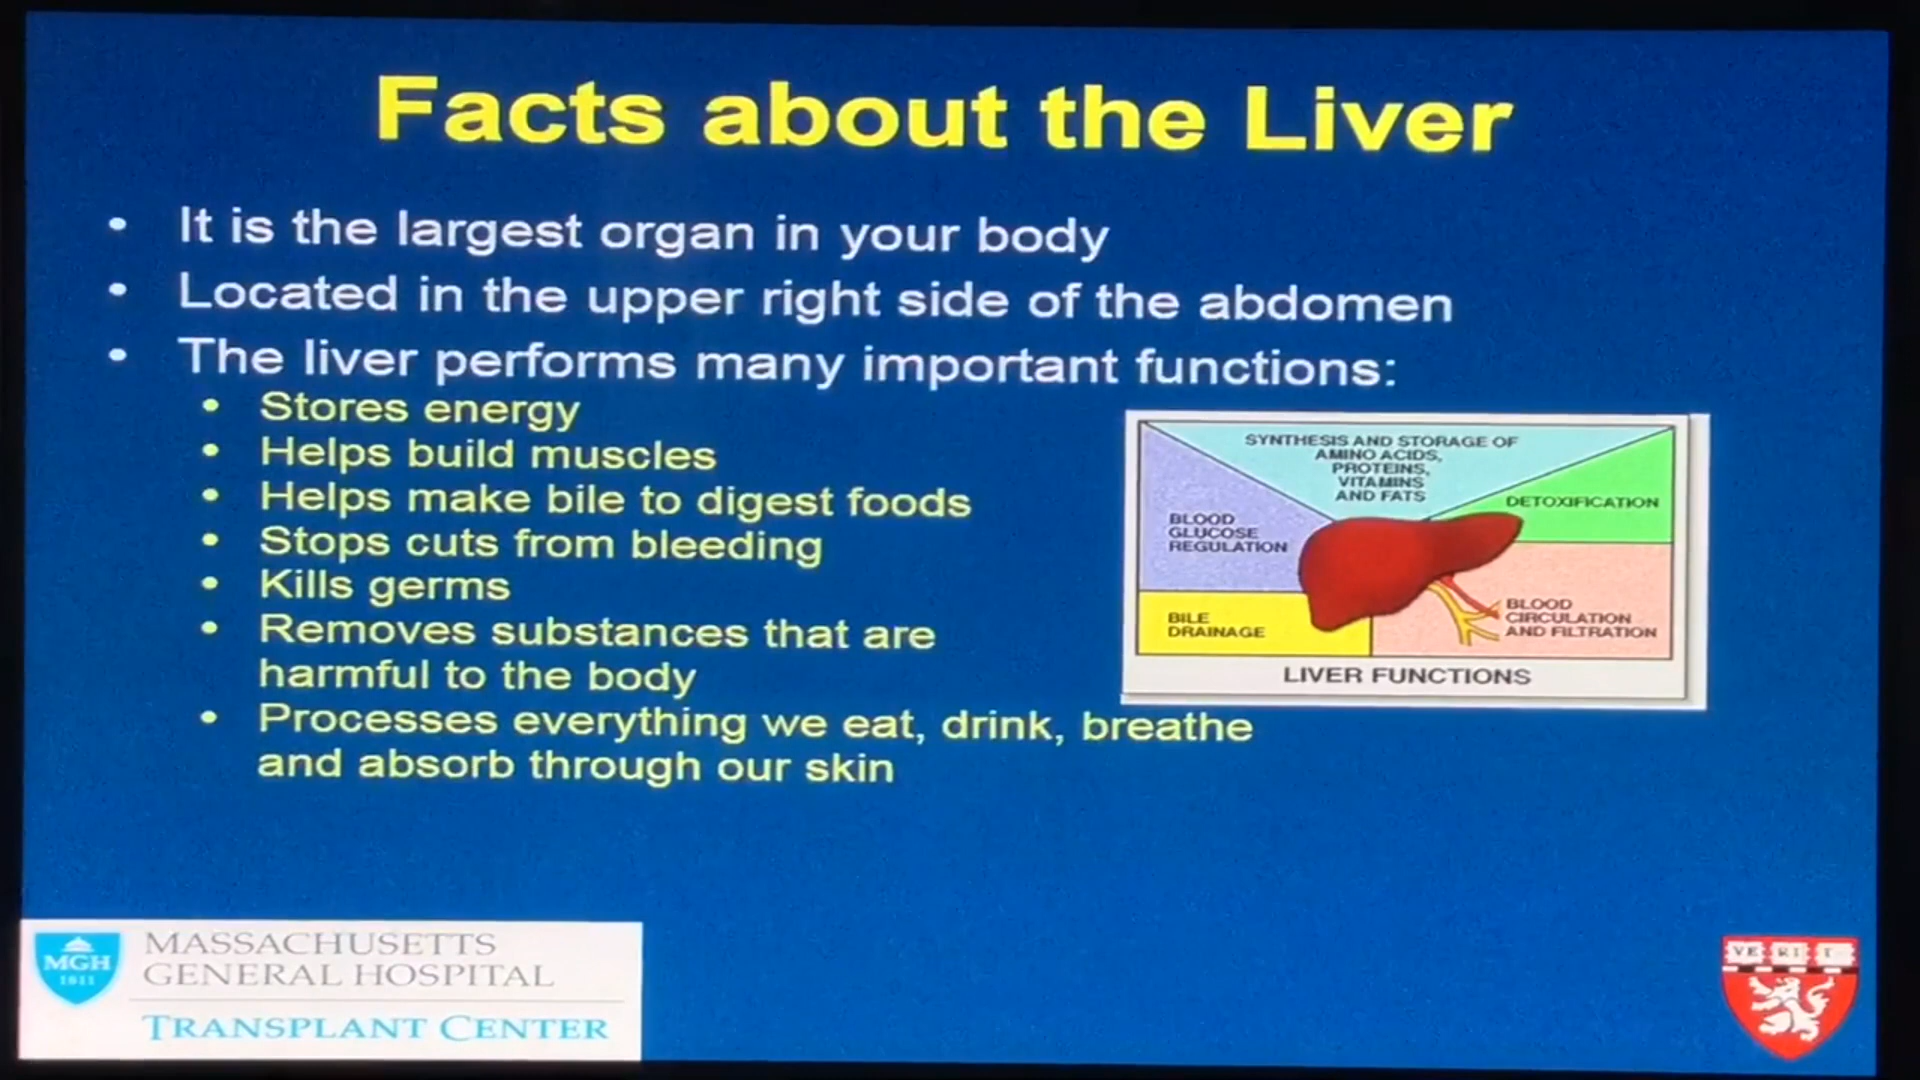 Facts about the Liver
• It is the largest organ in your body
• Located in the upper right side of the abdomen
• The liver performs many important functions:
• Stores energy
• Helps build muscles
• Helps make bile to digest foods
• Stops cuts from bleeding
• Kills germs
• Removes substances that are
harmful to the body
• Processes everything we eat, drink, breathe
and absorb through our skin
SYNTHESIS AND STORAGE OF
AMINO ACIDS,
PROTEINS,
VITAMINS
AND FATS
DETOXIFICATION
BLOOD
GLUCOSE
REGULATION
BILE
DRAINAGE
BLOOD
CIRCULATION
AND FILTRATION
LIVER FUNCTIONS
MGH
1811
MASSACHUSETTS
GENERAL HOSPITAL
TRANSPLANT CENTER
VE RI T